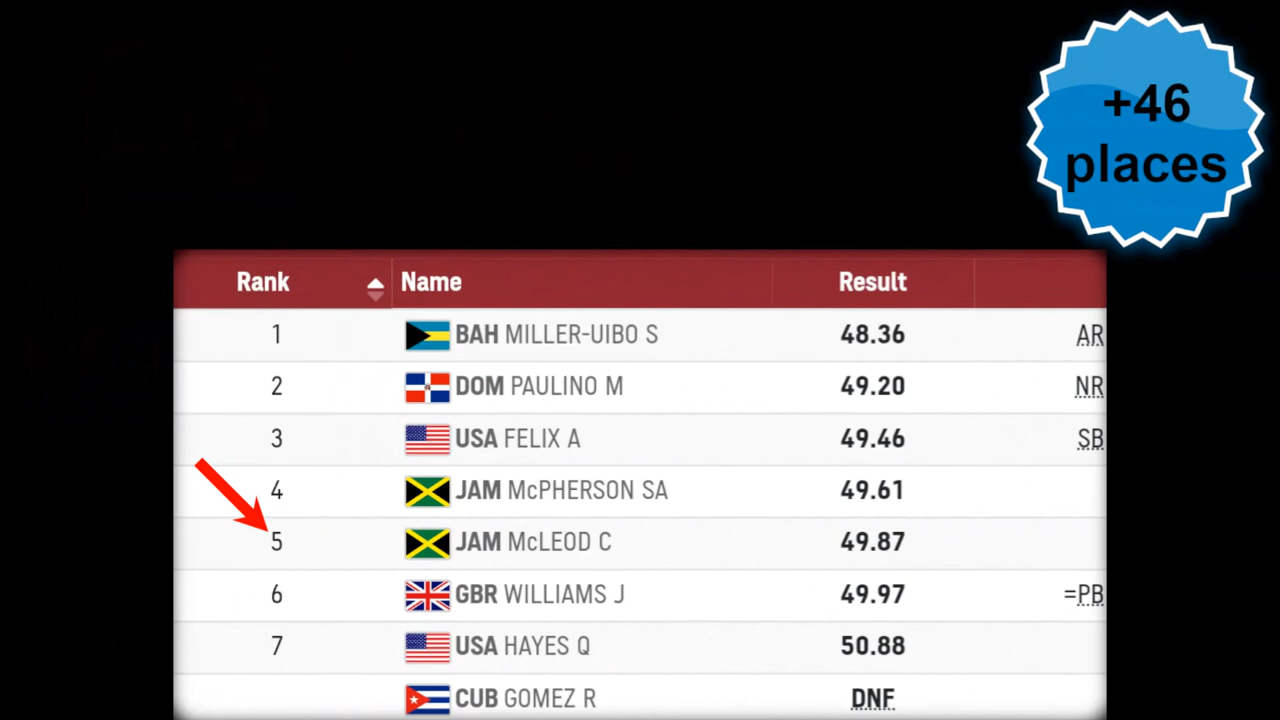 +46
places
Rank Name Result
1 BAH MILLER-UIBO S 48.36 AR
2 DOM PAULINO M 49.20 NR
3 USA FELIX A 49.46 SB
4 JAM McPHERSON SA 49.61
5 JAM McLEOD C 49.87
6 GBR WILLIAMS J 49.97 =PB
7 USA HAYES Q 50.88
CUB GOMEZ R DNF